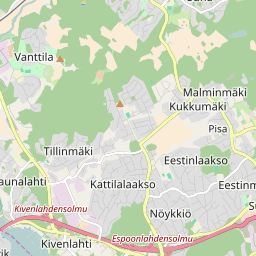 Vanttila
Malminmäki
Kukkumäki
Pisa
Tillinmäki
Eestinlaakso
Kattilalaakso
Kivenlahdensolmu
Nöykkiö
Espoonlahdensolmu
Kivenlahti